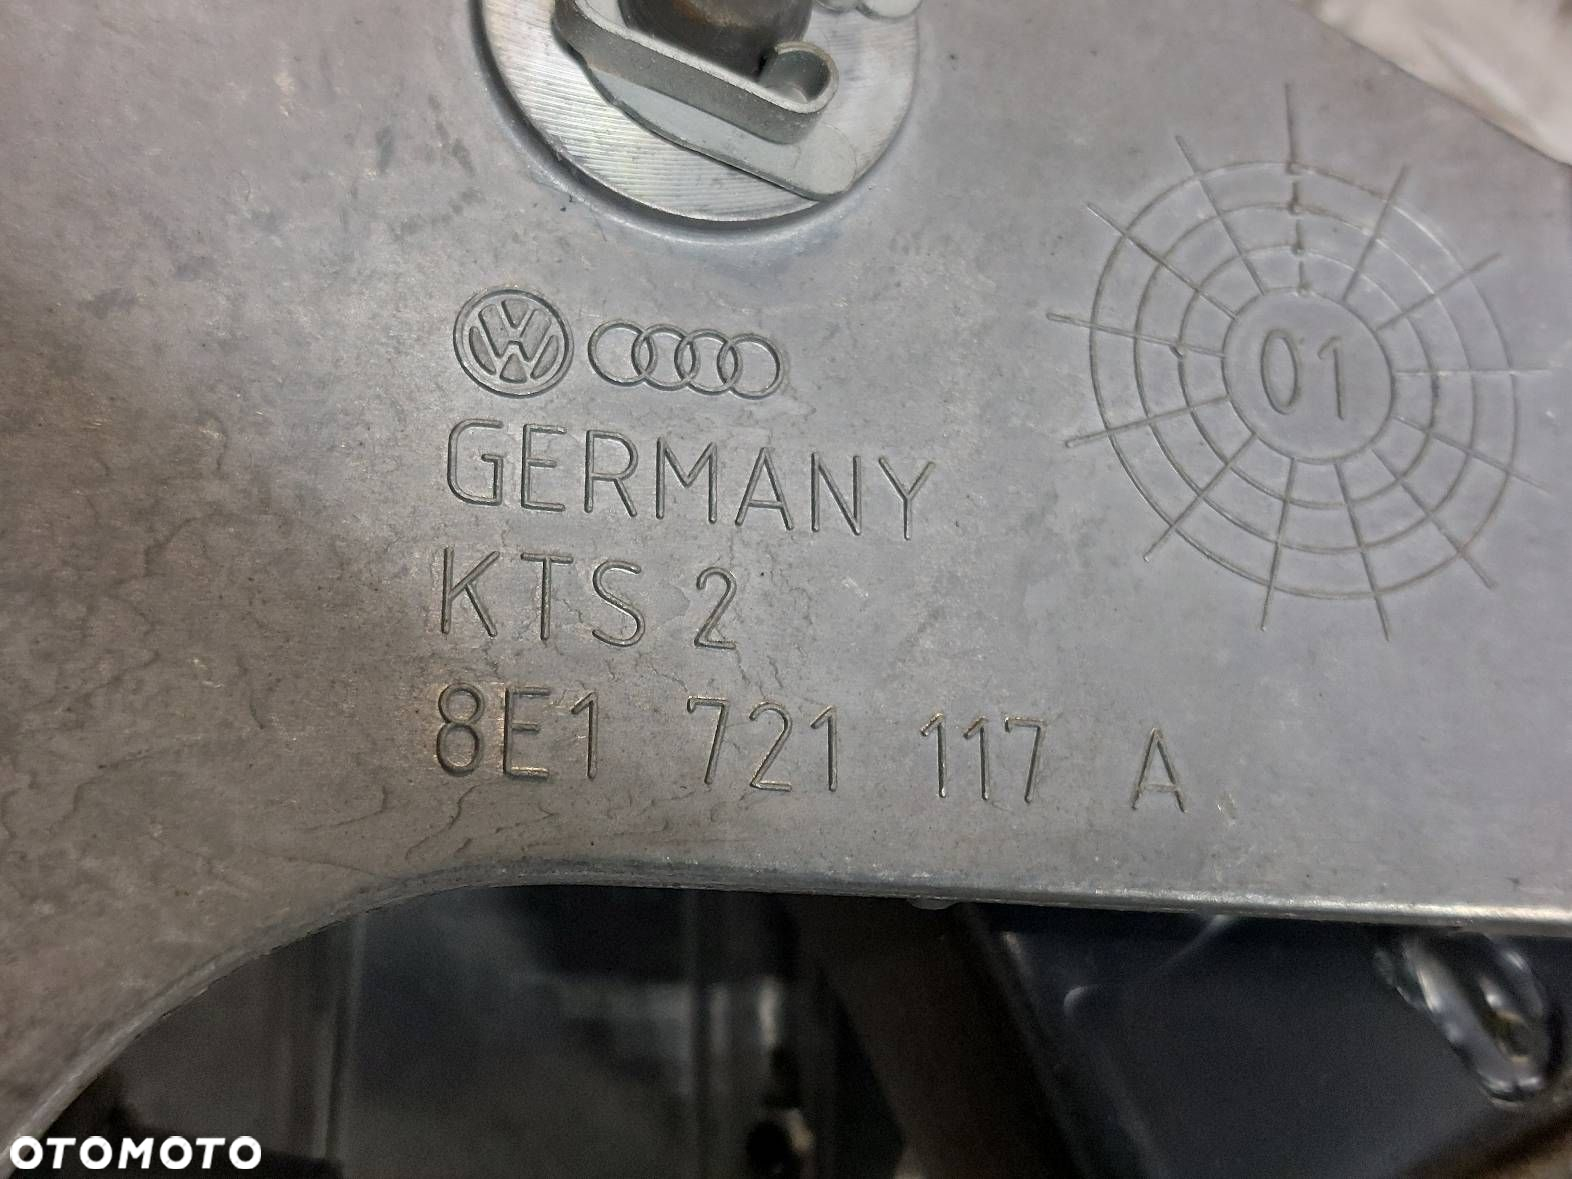 GERMANY
KTS 2
8E1 721 117 A
01
OTOMOTO